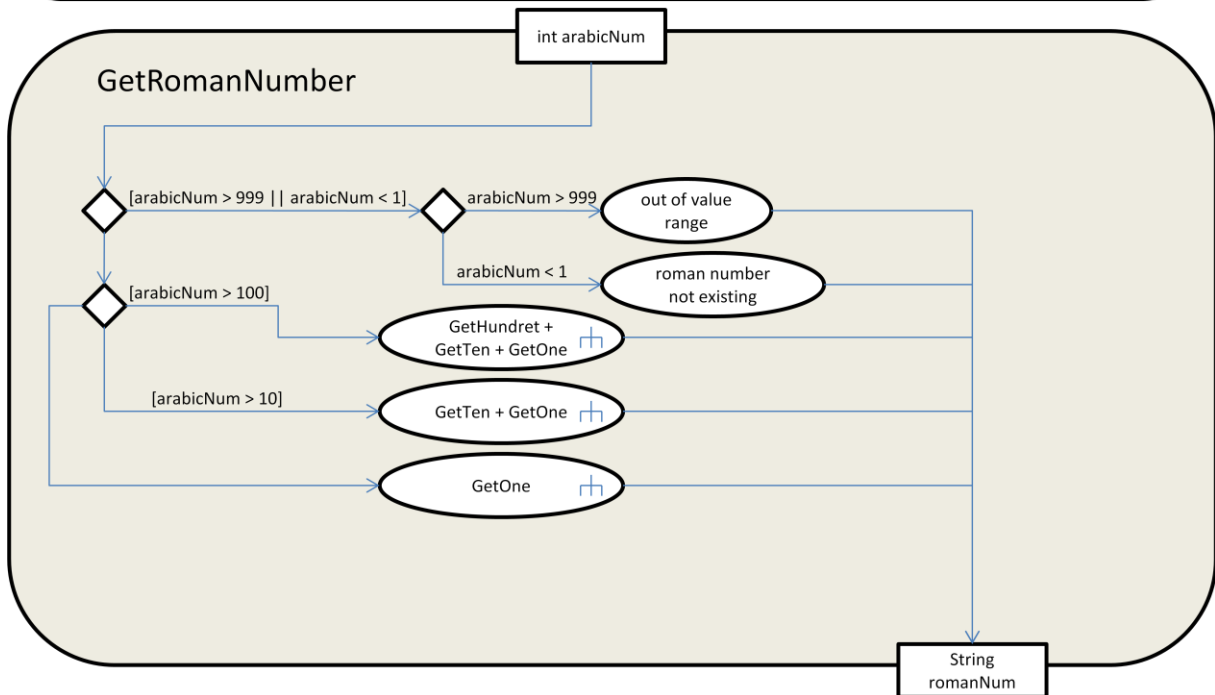 int arabicNum
GetRomanNumber
[arabicNum > 999 || arabicNum < 1]
arabicNum > 999
out of value
range
arabicNum < 1
roman number
not existing
[arabicNum > 100]
GetHundret +
GetTen + GetOne
[arabicNum > 10]
GetTen + GetOne
GetOne
String
romanNum